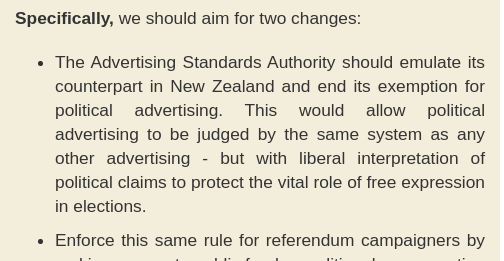 Specifically, we should aim for two changes:
• The Advertising Standards Authority should emulate its
counterpart in New Zealand and end its exemption for
political advertising. This would allow political
advertising to be judged by the same system as any
other advertising - but with liberal interpretation of
political claims to protect the vital role of free expression
in elections.
• Enforce this same rule for referendum campaigners by